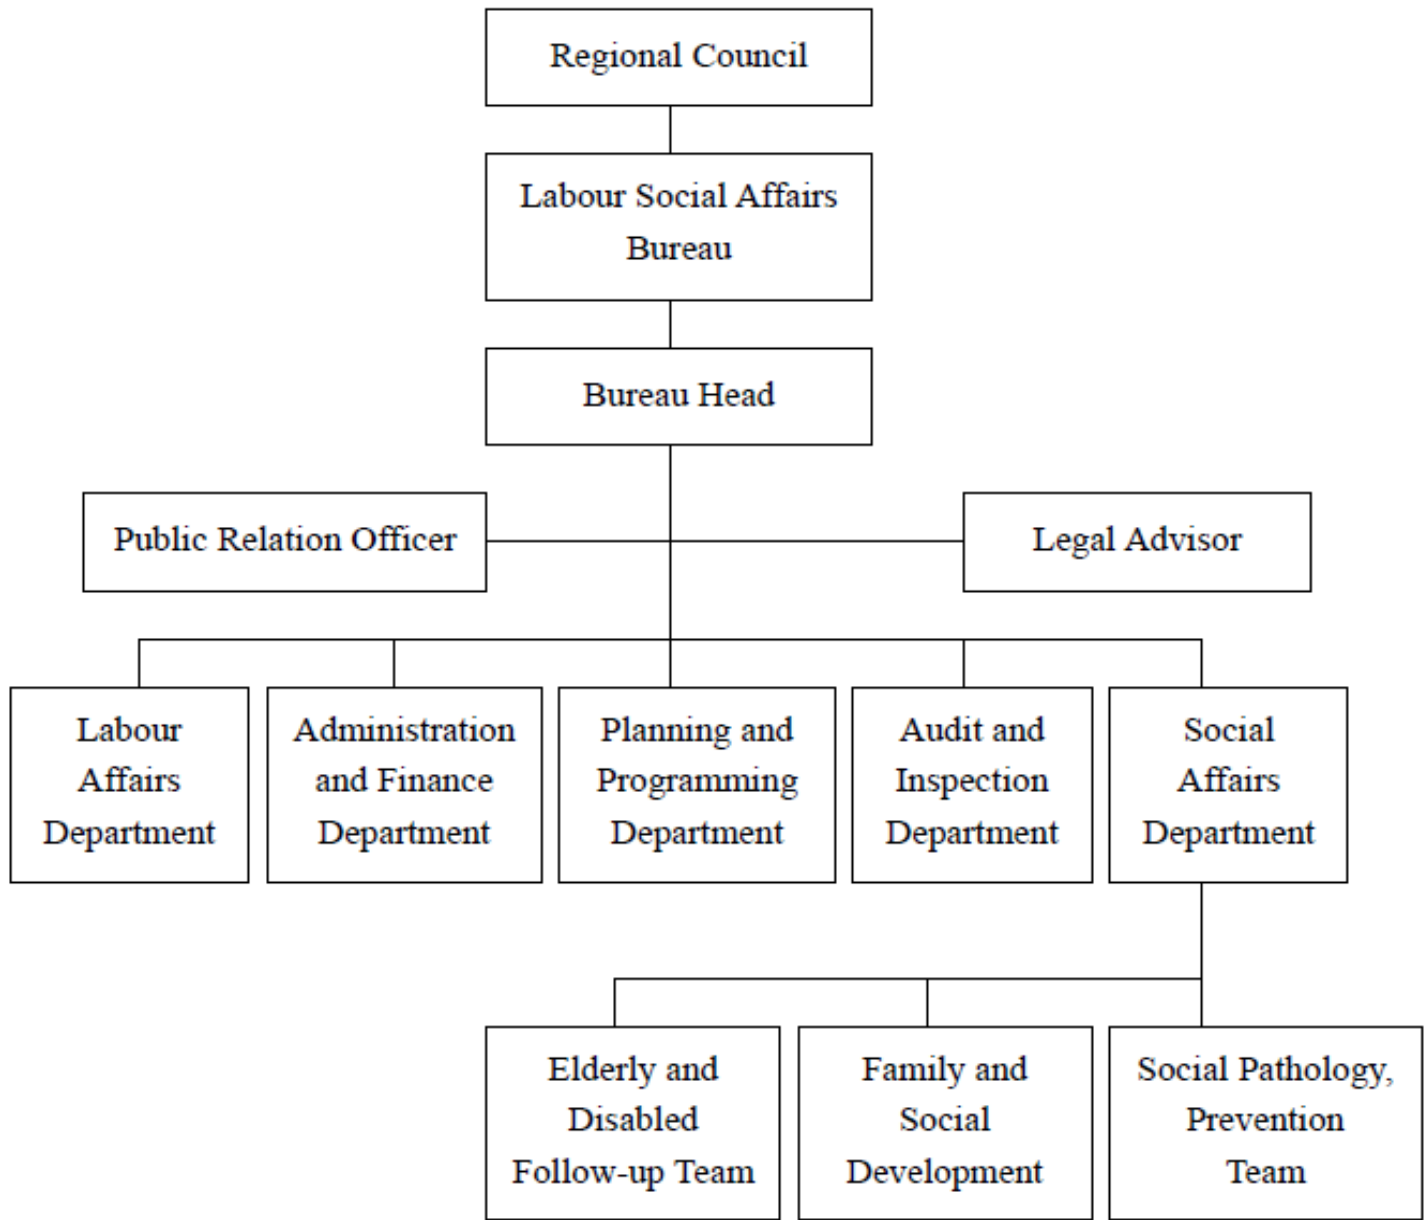 Regional Council
Labour Social Affairs
Bureau
Bureau Head
Public Relation Officer
Legal Advisor
Labour
Affairs
Department
Administration
and Finance
Department
Planning and
Programming
Department
Audit and
Inspection
Department
Social
Affairs
Department
Elderly and
Disabled
Follow-up Team
Family and
Social
Development
Social Pathology,
Prevention
Team